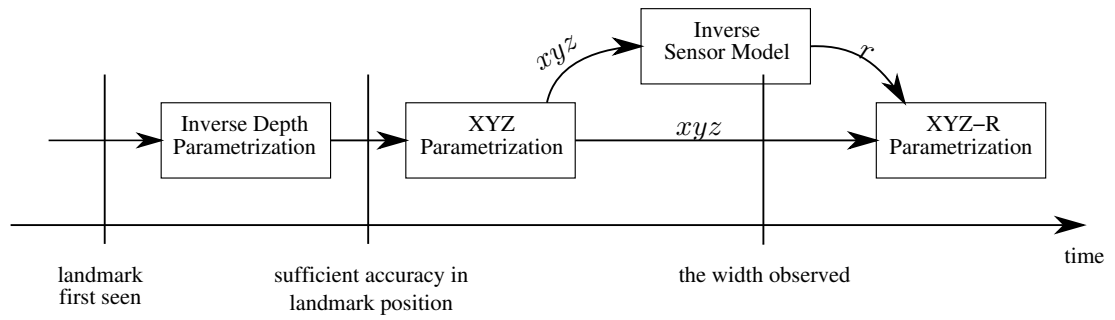 Inverse
Sensor Model
xyz
r
Inverse Depth
Parametrization
XYZ
Parametrization
xyz
XYZ−R
Parametrization
time
landmark
first seen
sufficient accuracy in
landmark position
the width observed